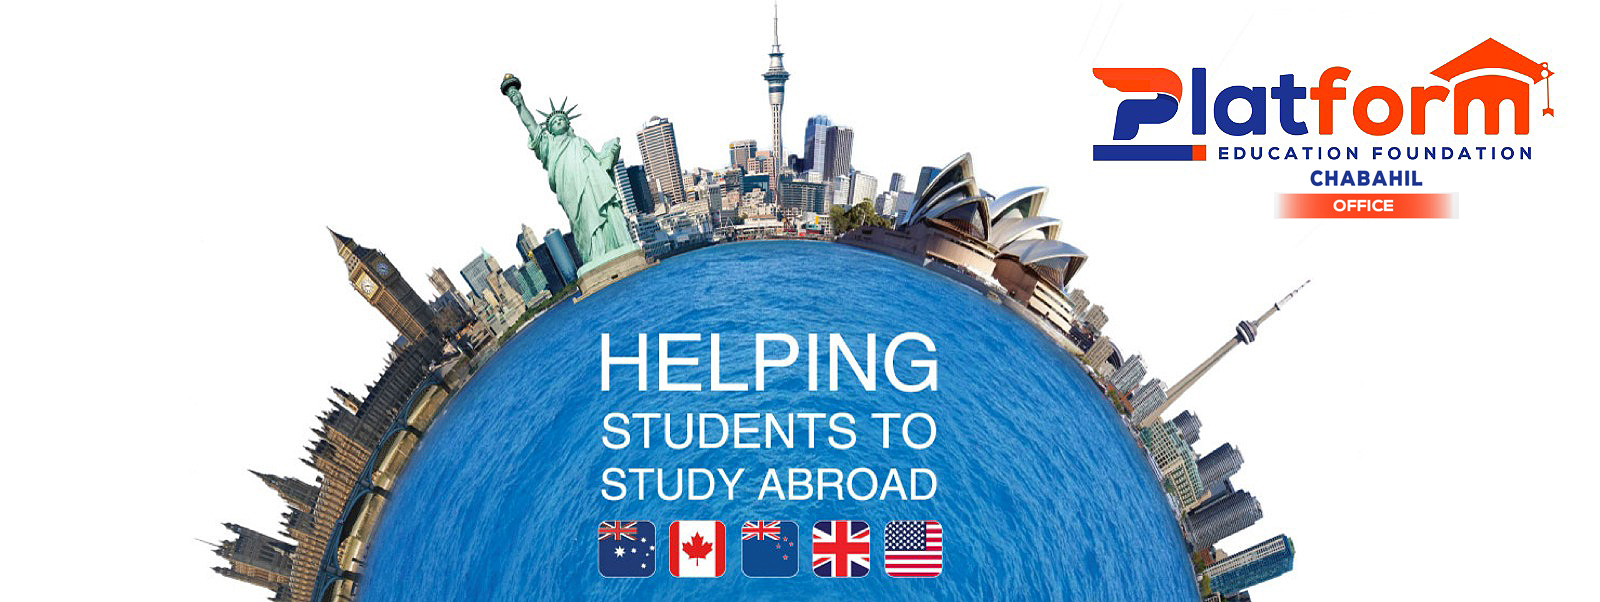 Platform
EDUCATION FOUNDATION
CHABAHIL
OFFICE
HELPING
STUDENTS TO
STUDY ABROAD